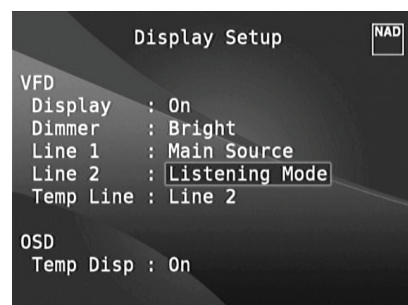 Display Setup
NAD
VFD
Display : On
Dimmer : Bright
Line 1 : Main Source
Line 2 : Listening Mode
Temp Line : Line 2
OSD
Temp Disp : On